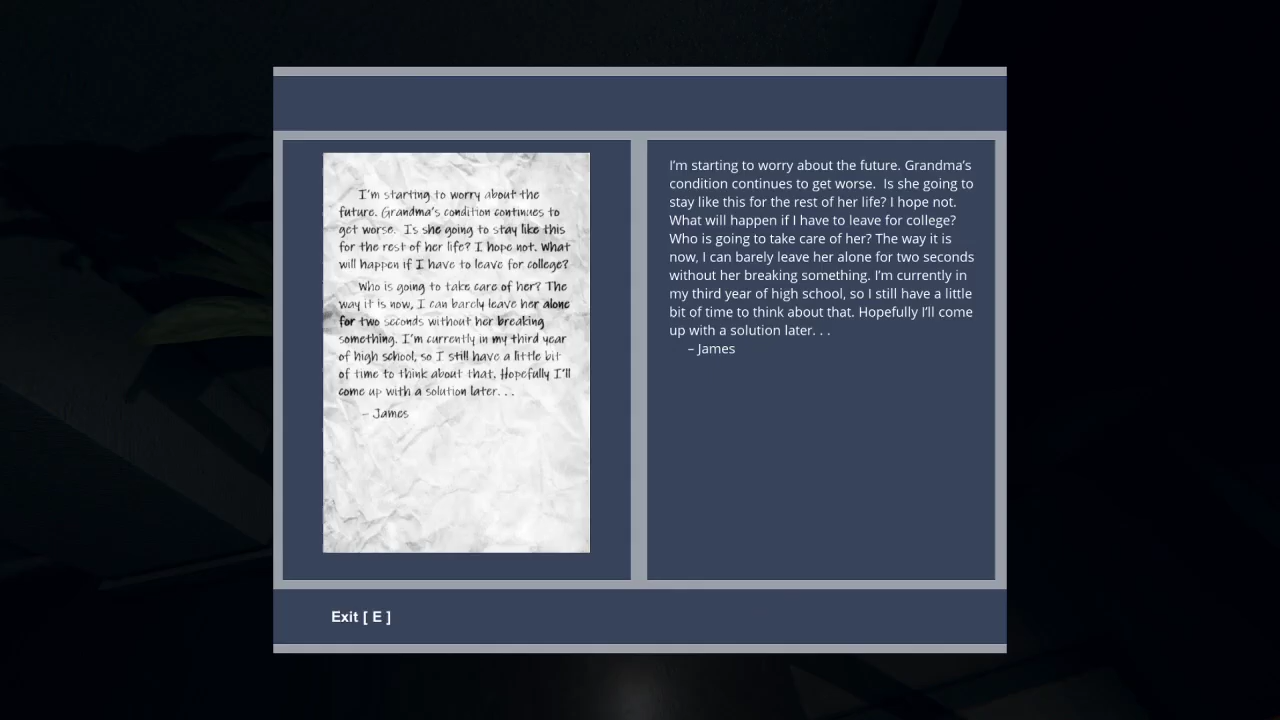 I'm starting to worry about the
future. Grandma's condition continues to
get worse.  Is she going to stay like this
for the rest of her life? I hope not. What
will happen if I have to leave for college?
Who is going to take care of her? The
way it is now, I can barely leave her alone
for two seconds without her breaking
something. I'm currently in my third year
of high school, so I still have a little bit
of time to think about that. Hopefully I'll
come up with a solution later. . .
– James
I'm starting to worry about the future. Grandma's
condition continues to get worse.  Is she going to
stay like this for the rest of her life? I hope not.
What will happen if I have to leave for college?
Who is going to take care of her? The way it is
now, I can barely leave her alone for two seconds
without her breaking something. I'm currently in
my third year of high school, so I still have a little
bit of time to think about that. Hopefully I'll come
up with a solution later. . .
– James
Exit [ E ]